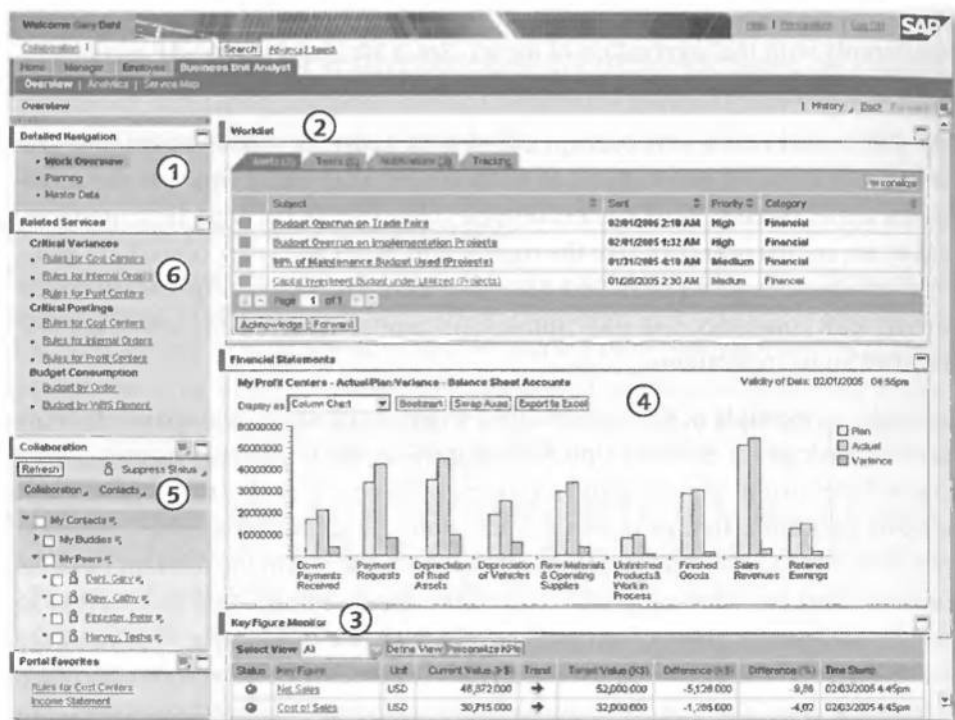 Welcome Gary Dahl
Help | Personalize | Log Off
SAP
Collaboration |
Search Advanced Search
Home Manager Employee Business Unit Analyst
Overview | Analytics | Service Map
Overview
| History Back Forward
Detailed Navigation
Work Overview
Planning
Master Data
1
Related Services
Critical Variances
Rules for Cost Centers
Rules for Internal Orders
Rules for Profit Centers
6
Critical Postings
Rules for Cost Centers
Rules for Internal Orders
Rules for Profit Centers
Budget Consumption
Budget by Order
Budget by WBS Element
Collaboration
Refresh Suppress Status
Collaboration Contacts
5
My Contacts
My Buddies
My Peers
Dahl, Gary
Dew, Cathy
Peter
Harvey,
Portal Favorites
Rules for Cost Centers
Income Statement
Worklist
2
Alerts Notifications Tracking
Personalize
Subject Sent Priority Category
Budget Overrun on Trade Fairs 02/01/2005 2:18 AM High Financial
Budget Overrun on Implementation Projects 02/01/2005 1:32 AM High Financial
90% of Maintenance Budget Used (Projects) 01/31/2005 4:18 AM Medium Financial
Capital Investment Budget under Utilized (Projects) 01/28/2005 2:30 AM Medium Financial
Page 1 of 1
Acknowledge Forward
Financial Statements
My Profit Centers - Actual/Plan/Variance - Balance Sheet Accounts
Validity of Data: 02/01/2005 04:56pm
4
Display as Column Chart Bookmark Swap Axes Export to Excel
60000000
50000000
40000000
30000000
20000000
10000000
Plan
Actual
Variance
Down Payments Received
Payment Requests
Depreciation of fixed Assets
Depreciation of Vehicles
Raw Materials & Operating Supplies
Unfinished Products & Work in Process
Finished Goods
Sales Revenues
Retained Earnings
Key Figure Monitor
3
Select View All Define View Personalize KPIs
Status Key Figure Unit Current Value (K$) Trend Target Value (K$) Difference (K$) Difference (%) Time Stamp
Net Sales USD 46,872.000 52,000.000 -5,128.000 -9,86 02/03/2005 4:45pm
Cost of Sales USD 30,715.000 32,000.000 -1,285.000 -4,02 02/03/2005 4:45pm